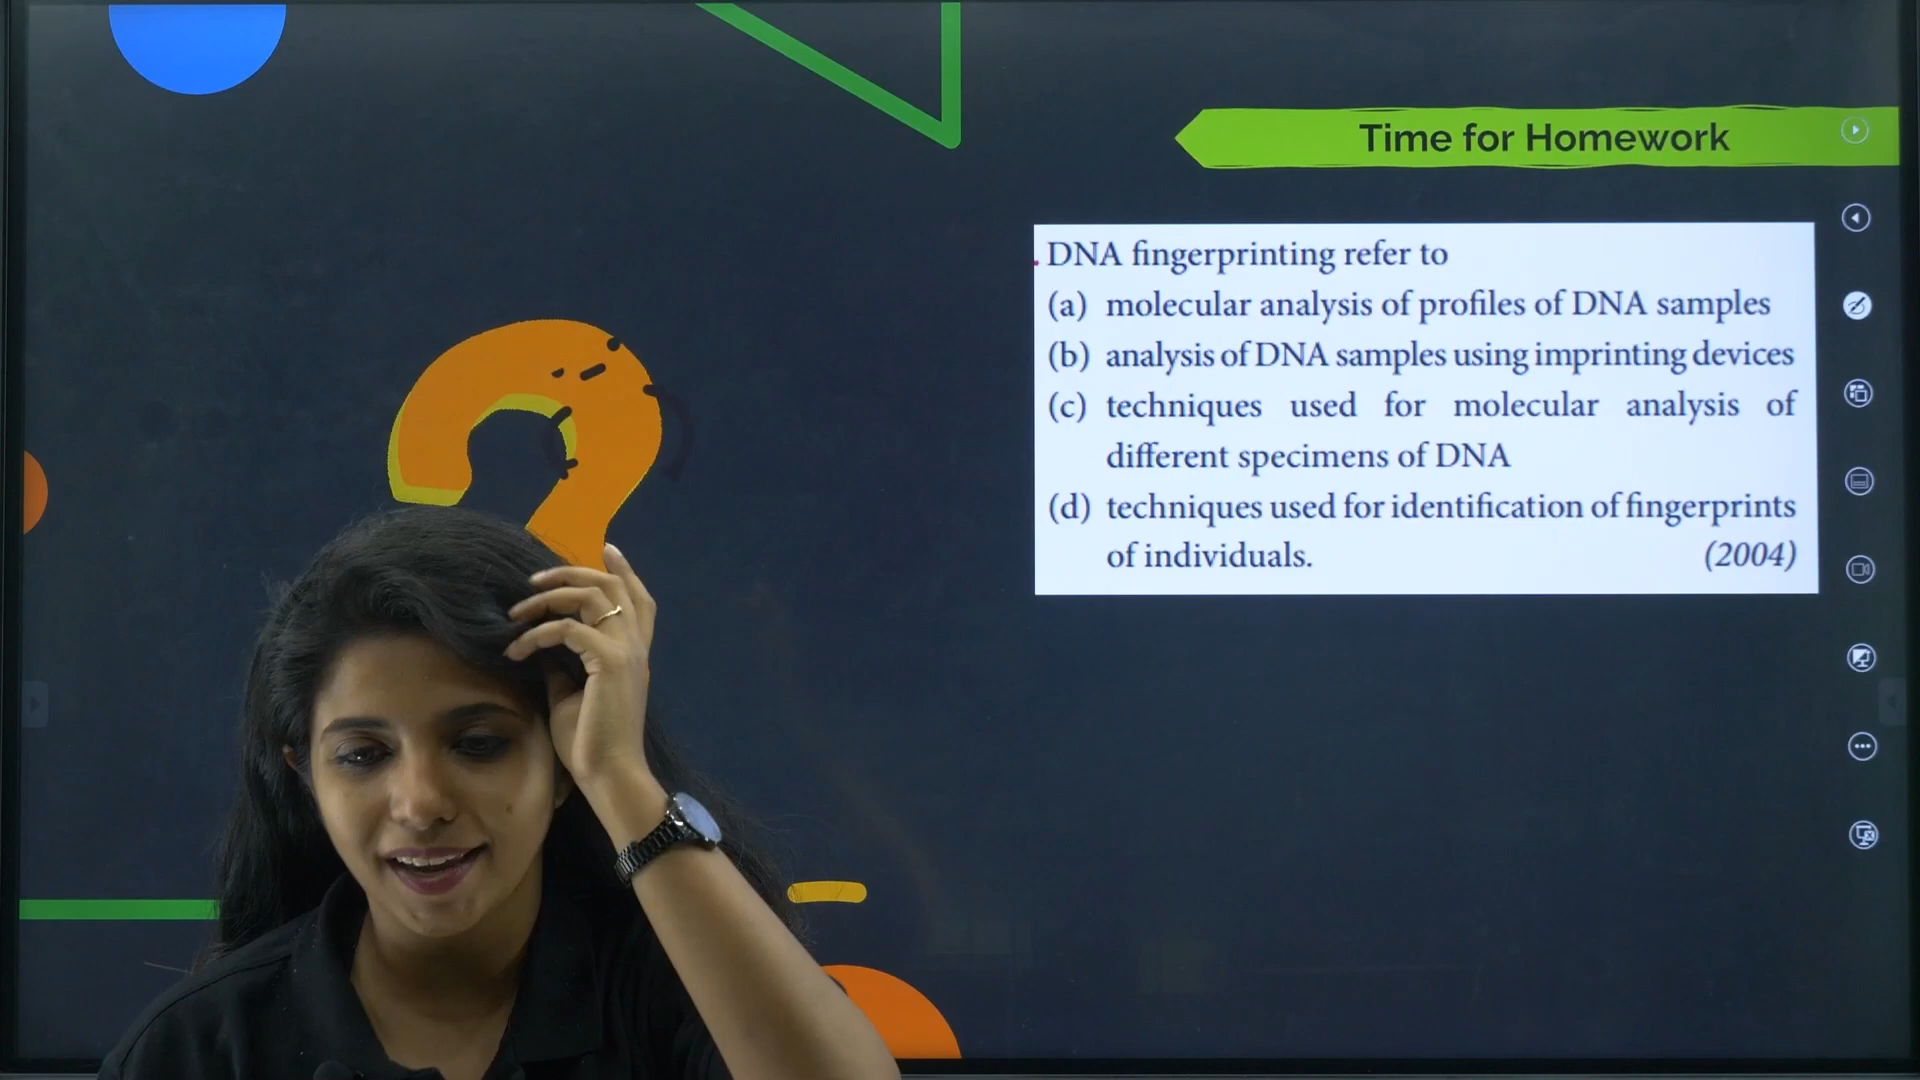 Time for Homework
DNA fingerprinting refer to
(a) molecular analysis of profiles of DNA samples
(b) analysis of DNA samples using imprinting devices
(c) techniques used for molecular analysis of
different specimens of DNA
(d) techniques used for identification of fingerprints
of individuals. (2004)